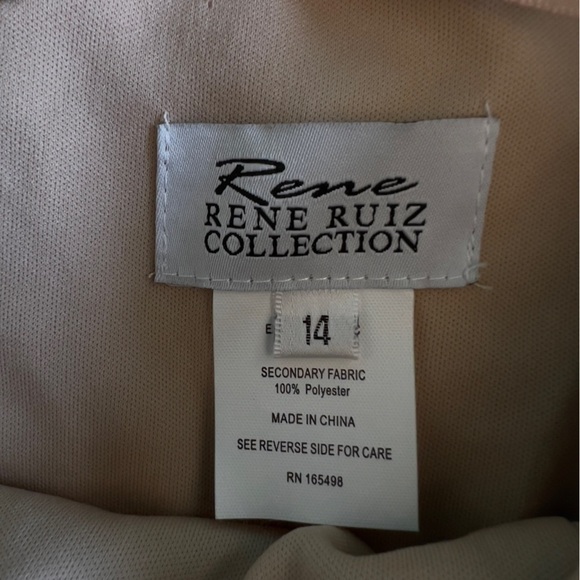 Rene
RENE RUIZ
COLLECTION
14
SECONDARY FABRIC
100% Polyester
MADE IN CHINA
SEE REVERSE SIDE FOR CARE
RN 165498